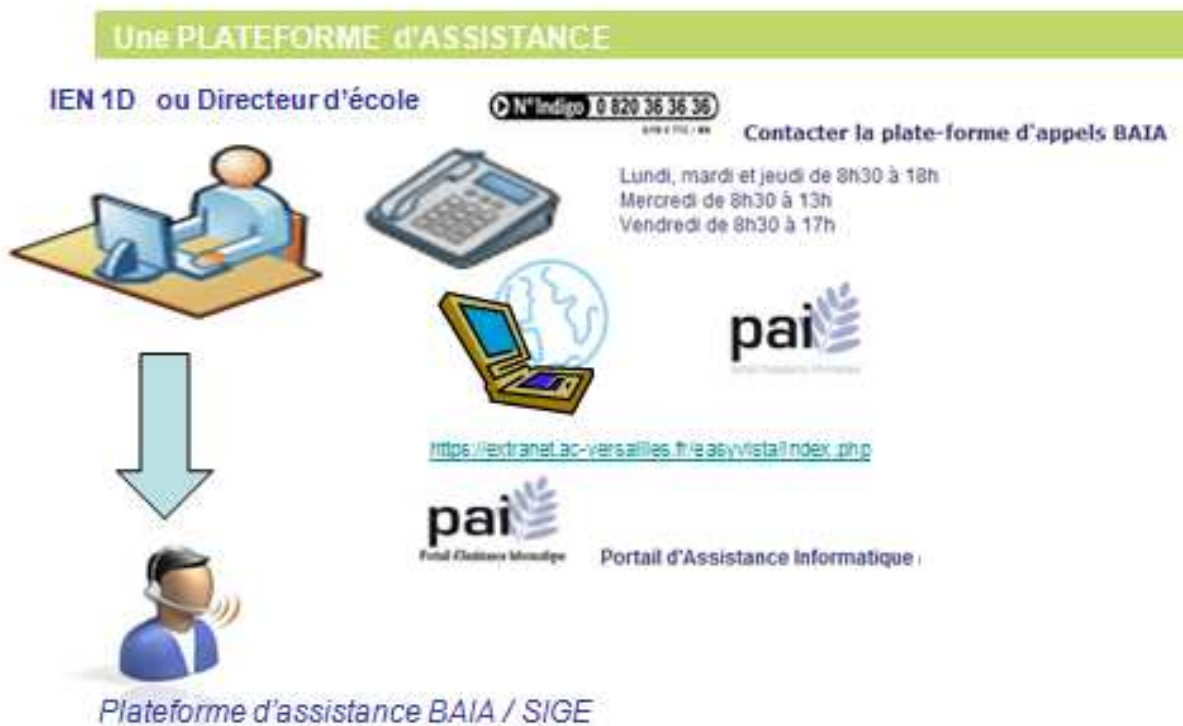 Une PLATEFORME d'ASSISTANCE
IEN 1D ou Directeur d'école
N°Indigo 0 820 36 36 36
Contacter la plate-forme d'appels BAIA
Lundi, mardi et jeudi de 8h30 à 18h
Mercredi de 8h30 à 13h
Vendredi de 8h30 à 17h
pai
https://extranet.ac-versailles.fr/easyvista/index.php
pai
Portail d'Assistance Informatique
Portail d'Assistance Informatique
Plateforme d'assistance BAIA / SIGE